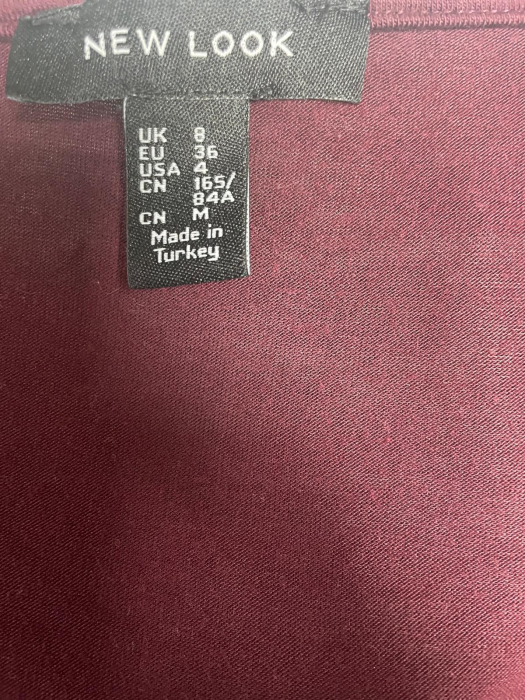 NEW LOOK
UK 8
EU 36
USA 4
CN 165/
84A
CN M
Made in
Turkey